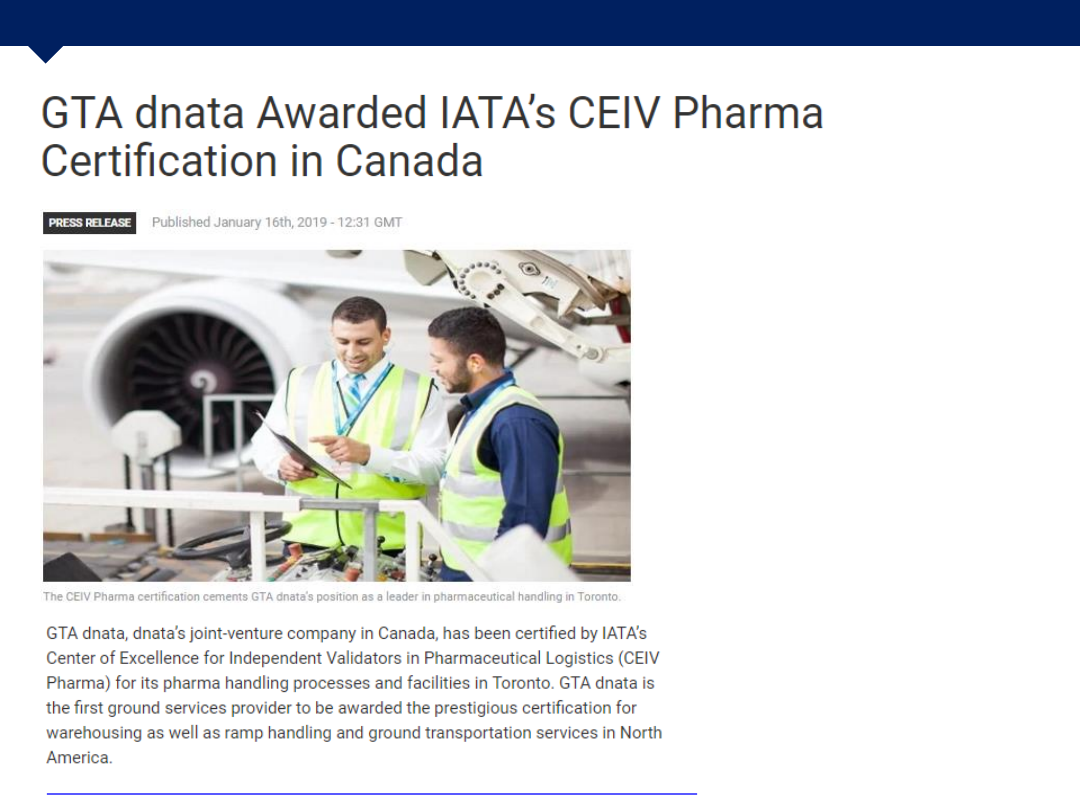 GTA dnata Awarded IATA’s CEIV Pharma
Certification in Canada
PRESS RELEASE Published January 16th, 2019 - 12:31 GMT
The CEIV Pharma certification cements GTA dnata's position as a leader in pharmaceutical handling in Toronto.
GTA dnata, dnata’s joint-venture company in Canada, has been certified by IATA’s
Center of Excellence for Independent Validators in Pharmaceutical Logistics (CEIV
Pharma) for its pharma handling processes and facilities in Toronto. GTA dnata is
the first ground services provider to be awarded the prestigious certification for
warehousing as well as ramp handling and ground transportation services in North
America.